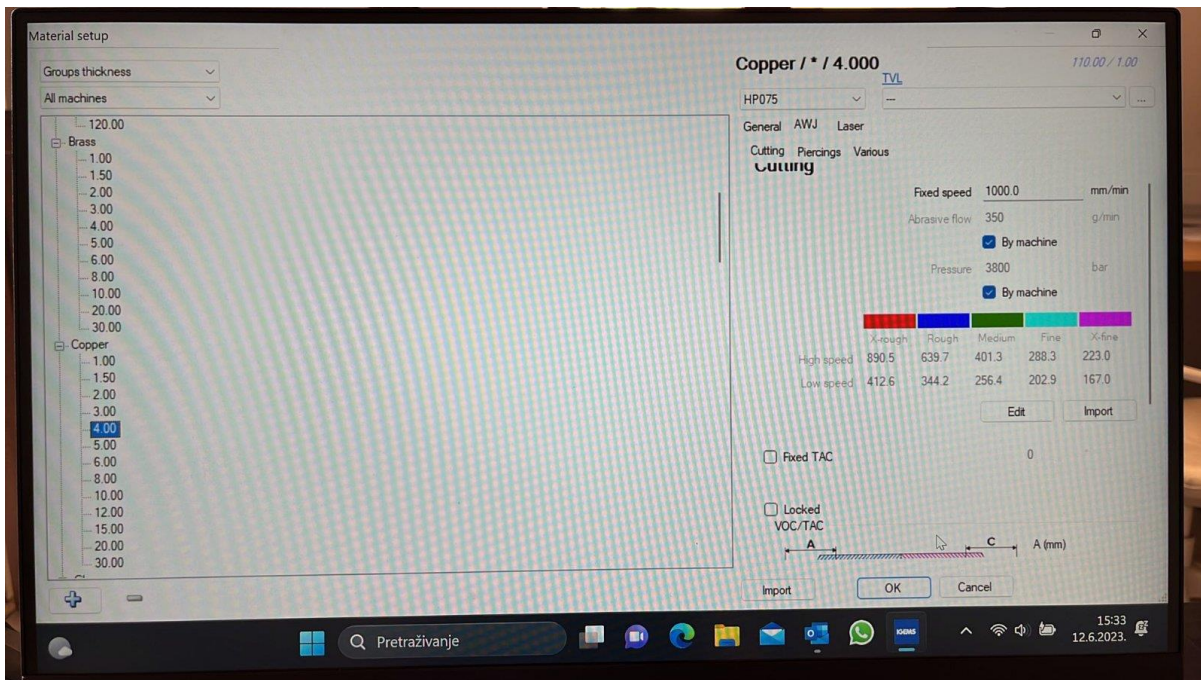 Material setup
Groups thickness
All machines
120.00
Brass
1.00
1.50
2.00
3.00
4.00
5.00
6.00
8.00
10.00
20.00
30.00
Copper
1.00
1.50
2.00
3.00
4.00
5.00
6.00
8.00
10.00
12.00
15.00
20.00
30.00
Copper / * / 4.000
110.00 / 1.00
TVL
HP075
---
...
General AWJ Laser
Cutting Piercings Various
Cutting
Fixed speed 1000.0 mm/min
Abrasive flow 350 g/min
By machine
Pressure 3800 bar
By machine
X-rough Rough Medium Fine X-fine
High speed 890.5 639.7 401.3 288.3 223.0
Low speed 412.6 344.2 256.4 202.9 167.0
Edit Import
Fixed TAC 0
Locked
VOC/TAC
A C A (mm)
Import OK Cancel
Pretraživanje
IGEMS
15:33
12.6.2023.